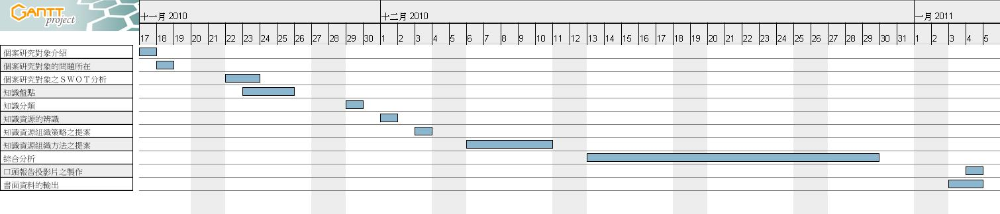 GANTT
project
十一月 2010 十二月 2010 一月 2011
17 18 19 20 21 22 23 24 25 26 27 28 29 30 1 2 3 4 5 6 7 8 9 10 11 12 13 14 15 16 17 18 19 20 21 22 23 24 25 26 27 28 29 30 31 1 2 3 4 5
個案研究對象介紹
個案研究對象的問題所在
個案研究對象之ＳＷＯＴ分析
知識盤點
知識分類
知識資源的辨識
知識資源組織策略之提案
知識資源組織方法之提案
綜合分析
口頭報告投影片之製作
書面資料的輸出